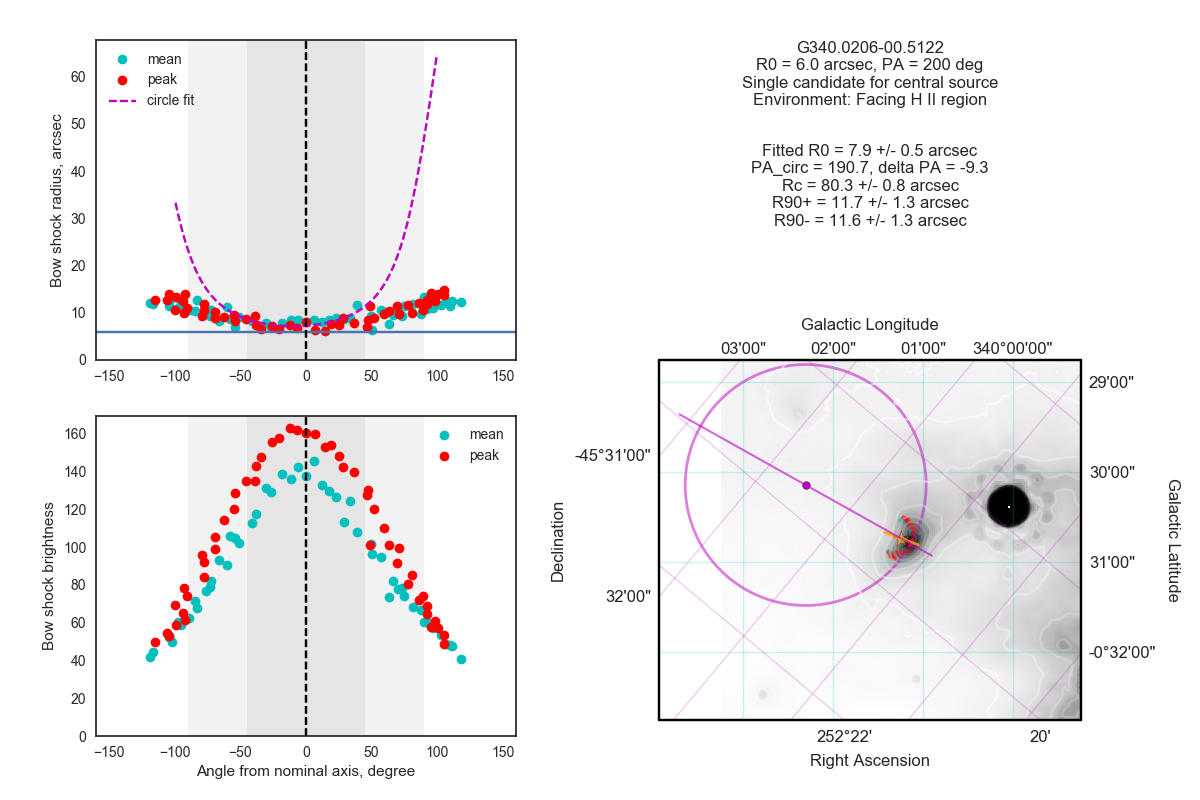 60
50
40
30
20
10
0
−150
−100
−50
0
50
100
150
Bow shock radius, arcsec
mean
peak
circle fit
160
140
120
100
80
60
40
20
0
−150
−100
−50
0
50
100
150
Bow shock brightness
Angle from nominal axis, degree
mean
peak
G340.0206-00.5122
R0 = 6.0 arcsec, PA = 200 deg
Single candidate for central source
Environment: Facing H II region
Fitted R0 = 7.9 +/- 0.5 arcsec
PA_circ = 190.7, delta PA = -9.3
Rc = 80.3 +/- 0.8 arcsec
R90+ = 11.7 +/- 1.3 arcsec
R90- = 11.6 +/- 1.3 arcsec
Galactic Longitude
03'00"
02'00"
01'00"
340°00'00"
29'00"
30'00"
31'00"
-0°32'00"
Galactic Latitude
-45°31'00"
32'00"
Declination
252°22'
20'
Right Ascension